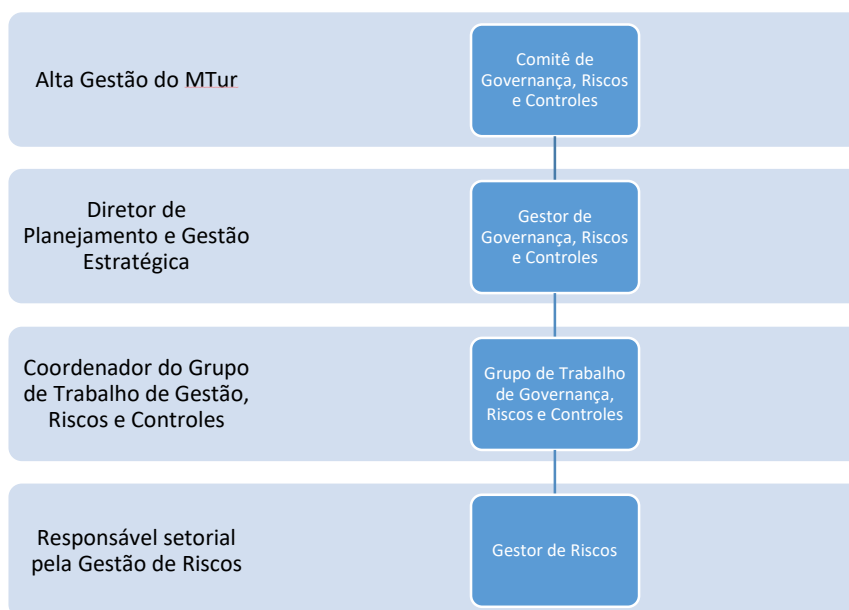 Alta Gestão do MTur
Comitê de
Governança, Riscos
e Controles
Diretor de
Planejamento e Gestão
Estratégica
Gestor de
Governança, Riscos
e Controles
Coordenador do Grupo
de Trabalho de Gestão,
Riscos e Controles
Grupo de Trabalho
de Governança,
Riscos e Controles
Responsável setorial
pela Gestão de Riscos
Gestor de Riscos